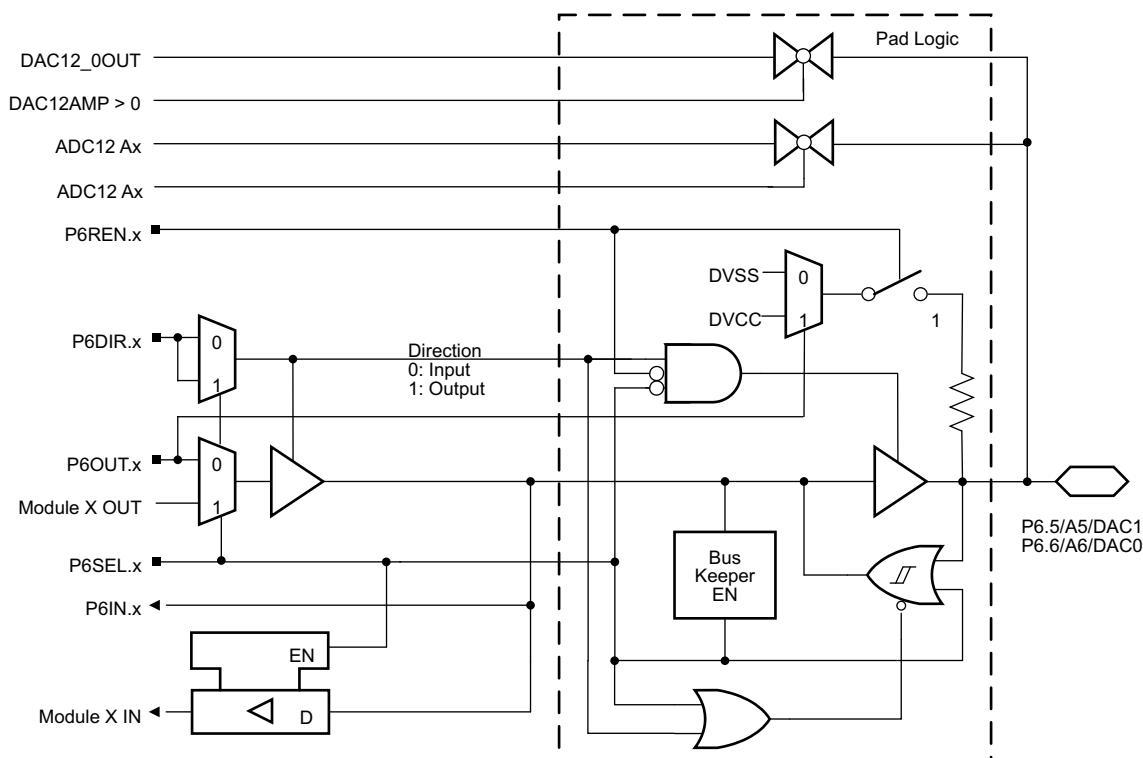 Pad Logic
DAC12_0OUT
DAC12AMP > 0
ADC12 Ax
ADC12 Ax
P6REN.x
DVSS
0
DVCC
1
1
P6DIR.x
0
1
Direction
0: Input
1: Output
P6OUT.x
0
Module X OUT
1
P6.5/A5/DAC1
P6.6/A6/DAC0
P6SEL.x
Bus
Keeper
EN
P6IN.x
EN
Module X IN
D